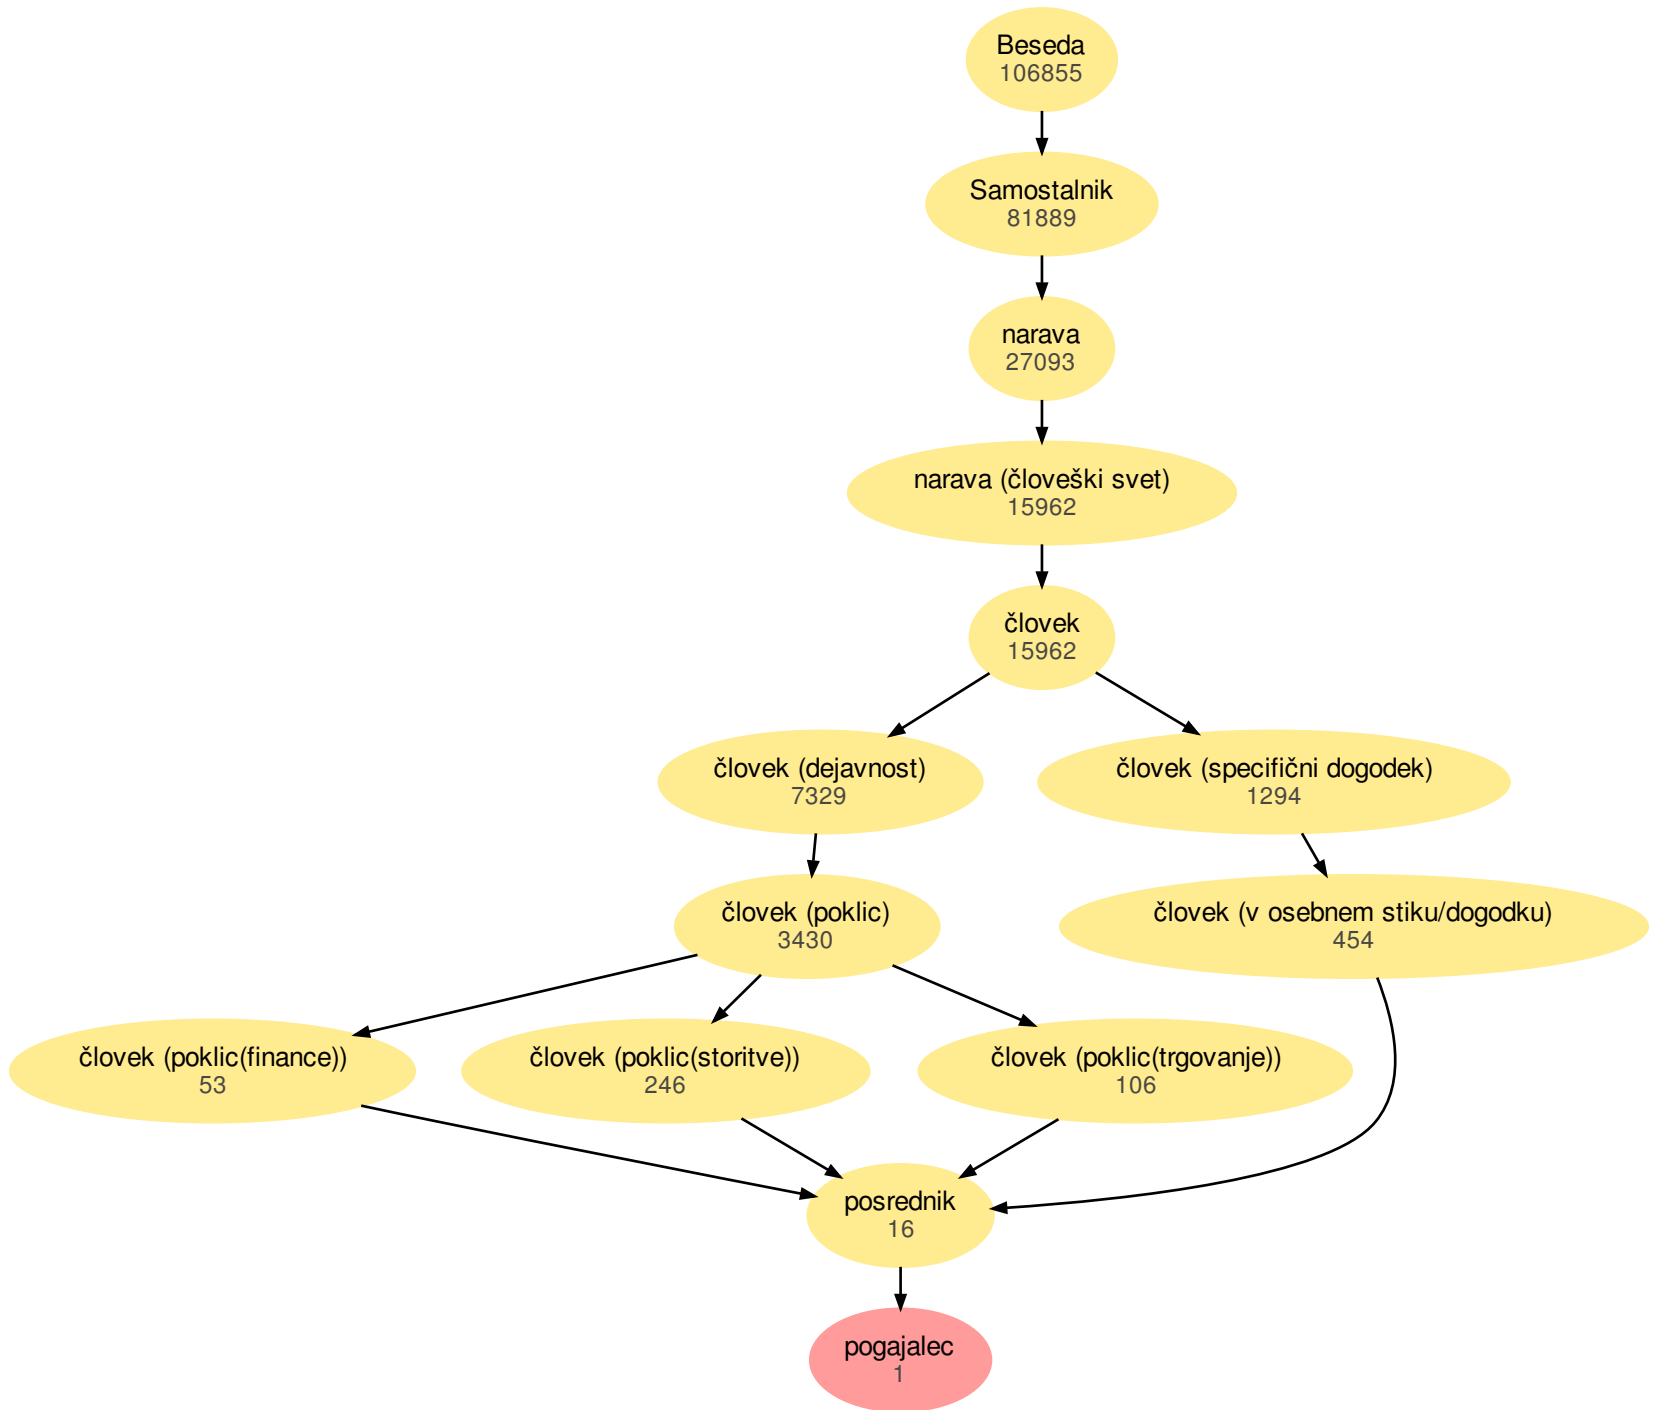 Beseda
106855
Samostalnik
81889
narava
27093
narava (človeški svet)
15962
človek
15962
človek (dejavnost)
7329
človek (specifični dogodek)
1294
človek (poklic)
3430
človek (v osebnem stiku/dogodku)
454
človek (poklic(finance))
53
človek (poklic(storitve))
246
človek (poklic(trgovanje))
106
posrednik
16
pogajalec
1